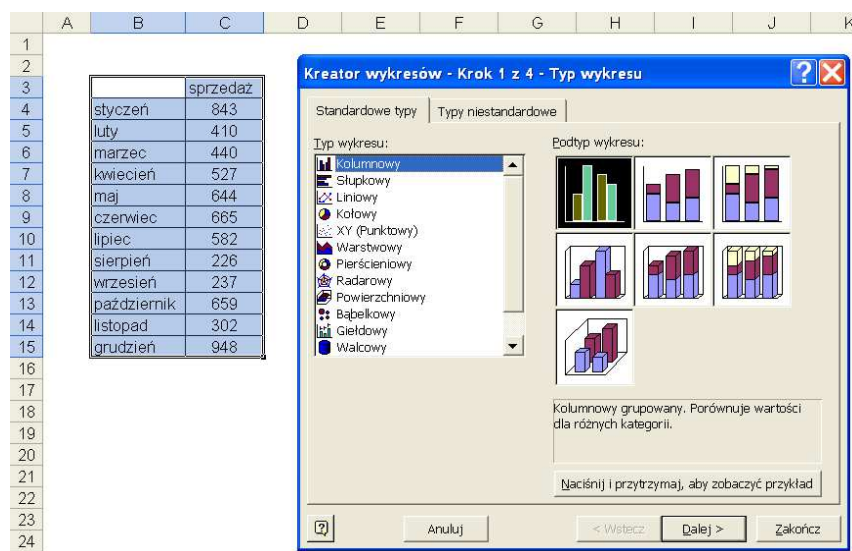 A B C D E F G H I J K
1
2
3 sprzedaż
4 styczeń 843
5 luty 410
6 marzec 440
7 kwiecień 527
8 maj 644
9 czerwiec 665
10 lipiec 582
11 sierpień 226
12 wrzesień 237
13 październik 659
14 listopad 302
15 grudzień 948
16
17
18
19
20
21
22
23
24
Kreator wykresów - Krok 1 z 4 - Typ wykresu
Standardowe typy Typy niestandardowe
Typ wykresu: Podtyp wykresu:
Kolumnowy
Słupkowy
Liniowy
Kołowy
XY (Punktowy)
Warstwowy
Pierścieniowy
Radarowy
Powierzchniowy
Bąbelkowy
Giełdowy
Walcowy
Kolumnowy grupowany. Porównuje wartości
dla różnych kategorii.
Naciśnij i przytrzymaj, aby zobaczyć przykład
Anuluj < Wstecz Dalej > Zakończ